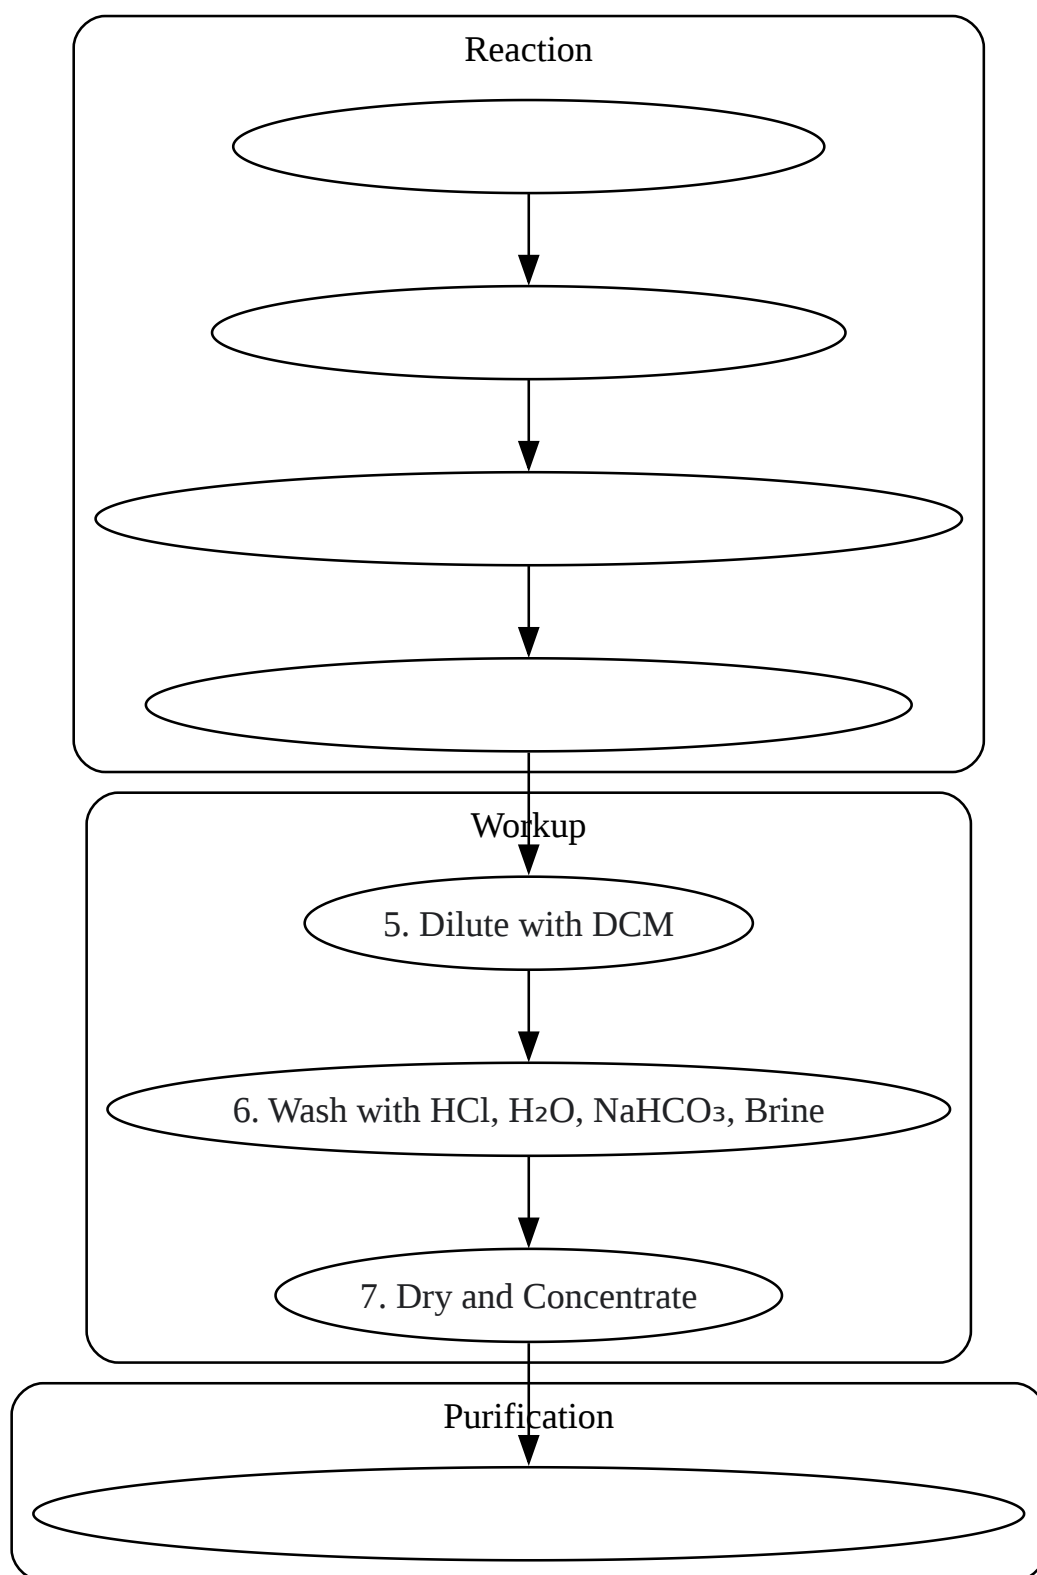 Reaction
Workup
5. Dilute with DCM
6. Wash with HCl, H₂O, NaHCO₃, Brine
7. Dry and Concentrate
Purification